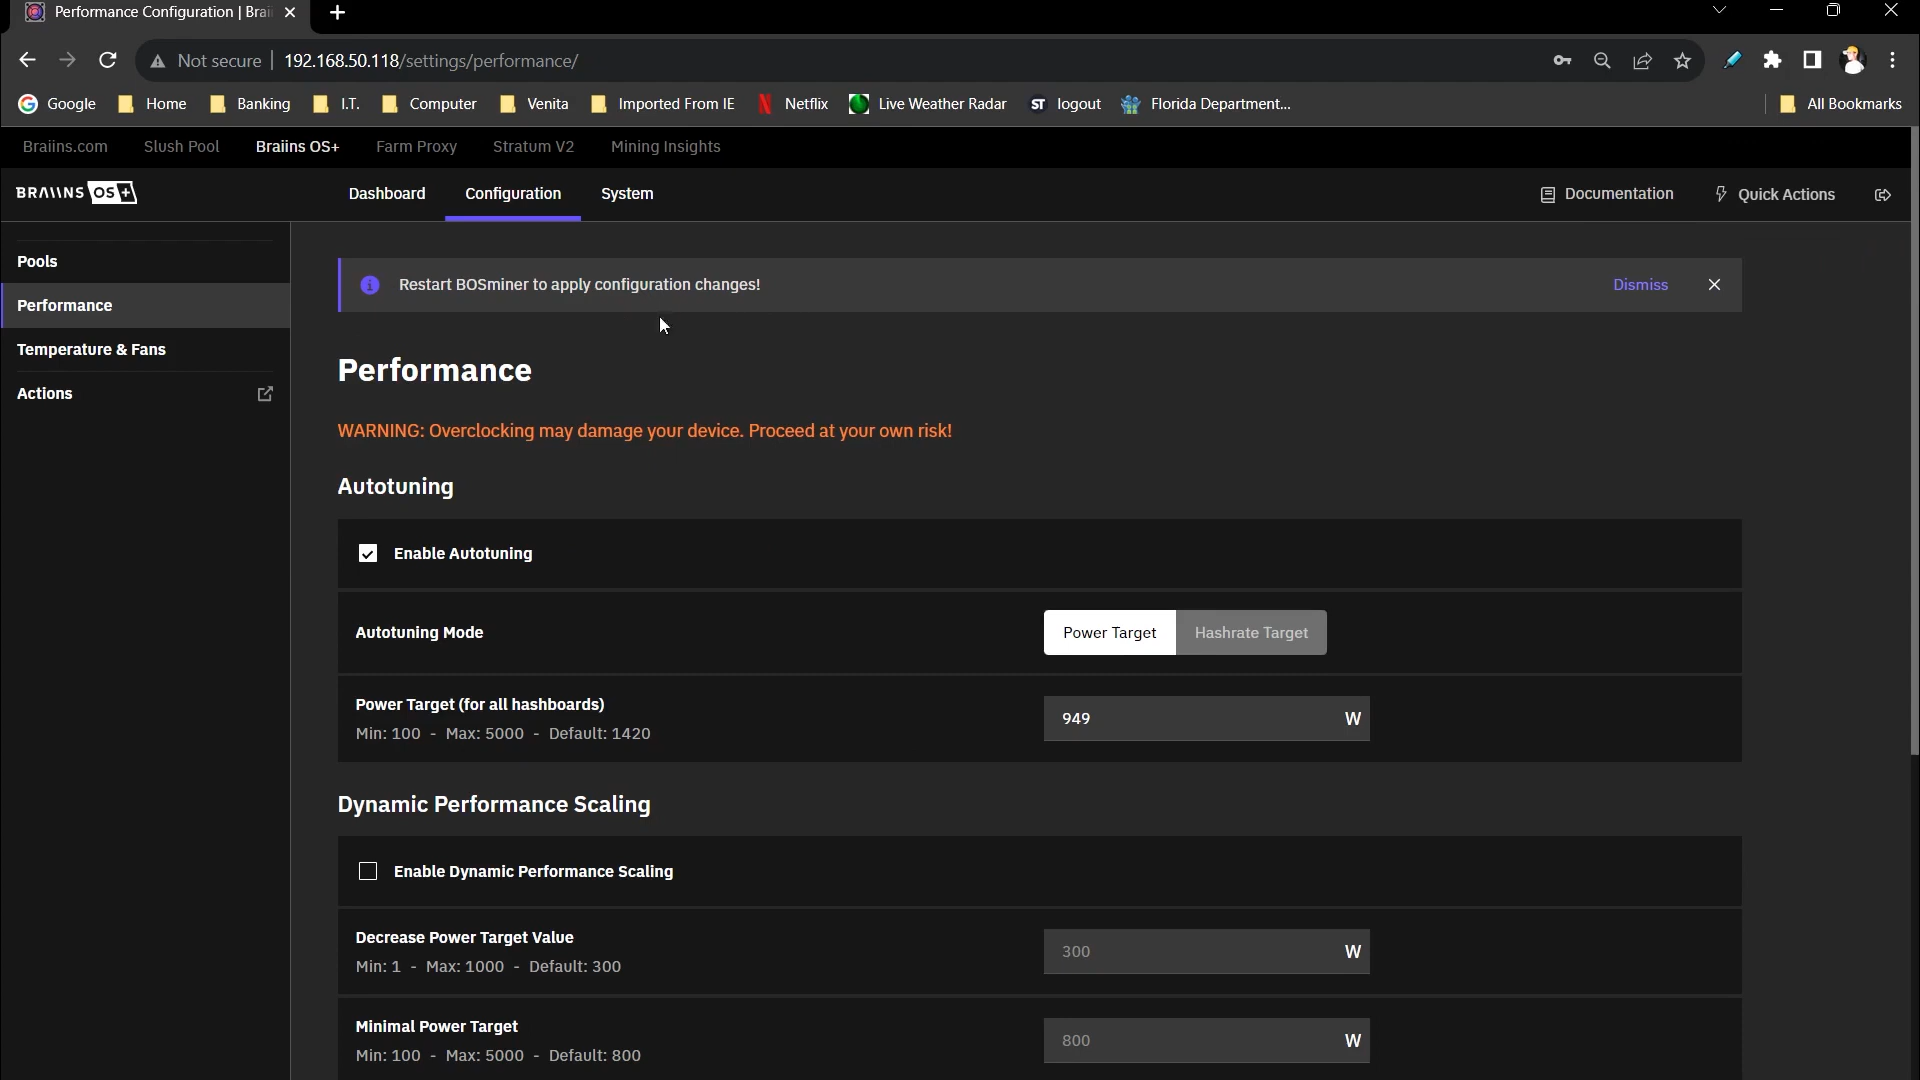 Performance Configuration | Brai
Not secure 192.168.50.118/settings/performance/
Google Home Banking I.T. Computer Venita Imported From IE Netflix Live Weather Radar ST logout Florida Department... All Bookmarks
Braiins.com Slush Pool Braiins OS+ Farm Proxy Stratum V2 Mining Insights
BRAIINS OS+ Dashboard Configuration System Documentation Quick Actions
Pools
Performance
Temperature & Fans
Actions
Restart BOSminer to apply configuration changes! Dismiss
Performance
WARNING: Overclocking may damage your device. Proceed at your own risk!
Autotuning
Enable Autotuning
Autotuning Mode Power Target Hashrate Target
Power Target (for all hashboards)
Min: 100 - Max: 5000 - Default: 1420
949 W
Dynamic Performance Scaling
Enable Dynamic Performance Scaling
Decrease Power Target Value
Min: 1 - Max: 1000 - Default: 300
300 W
Minimal Power Target
Min: 100 - Max: 5000 - Default: 800
800 W